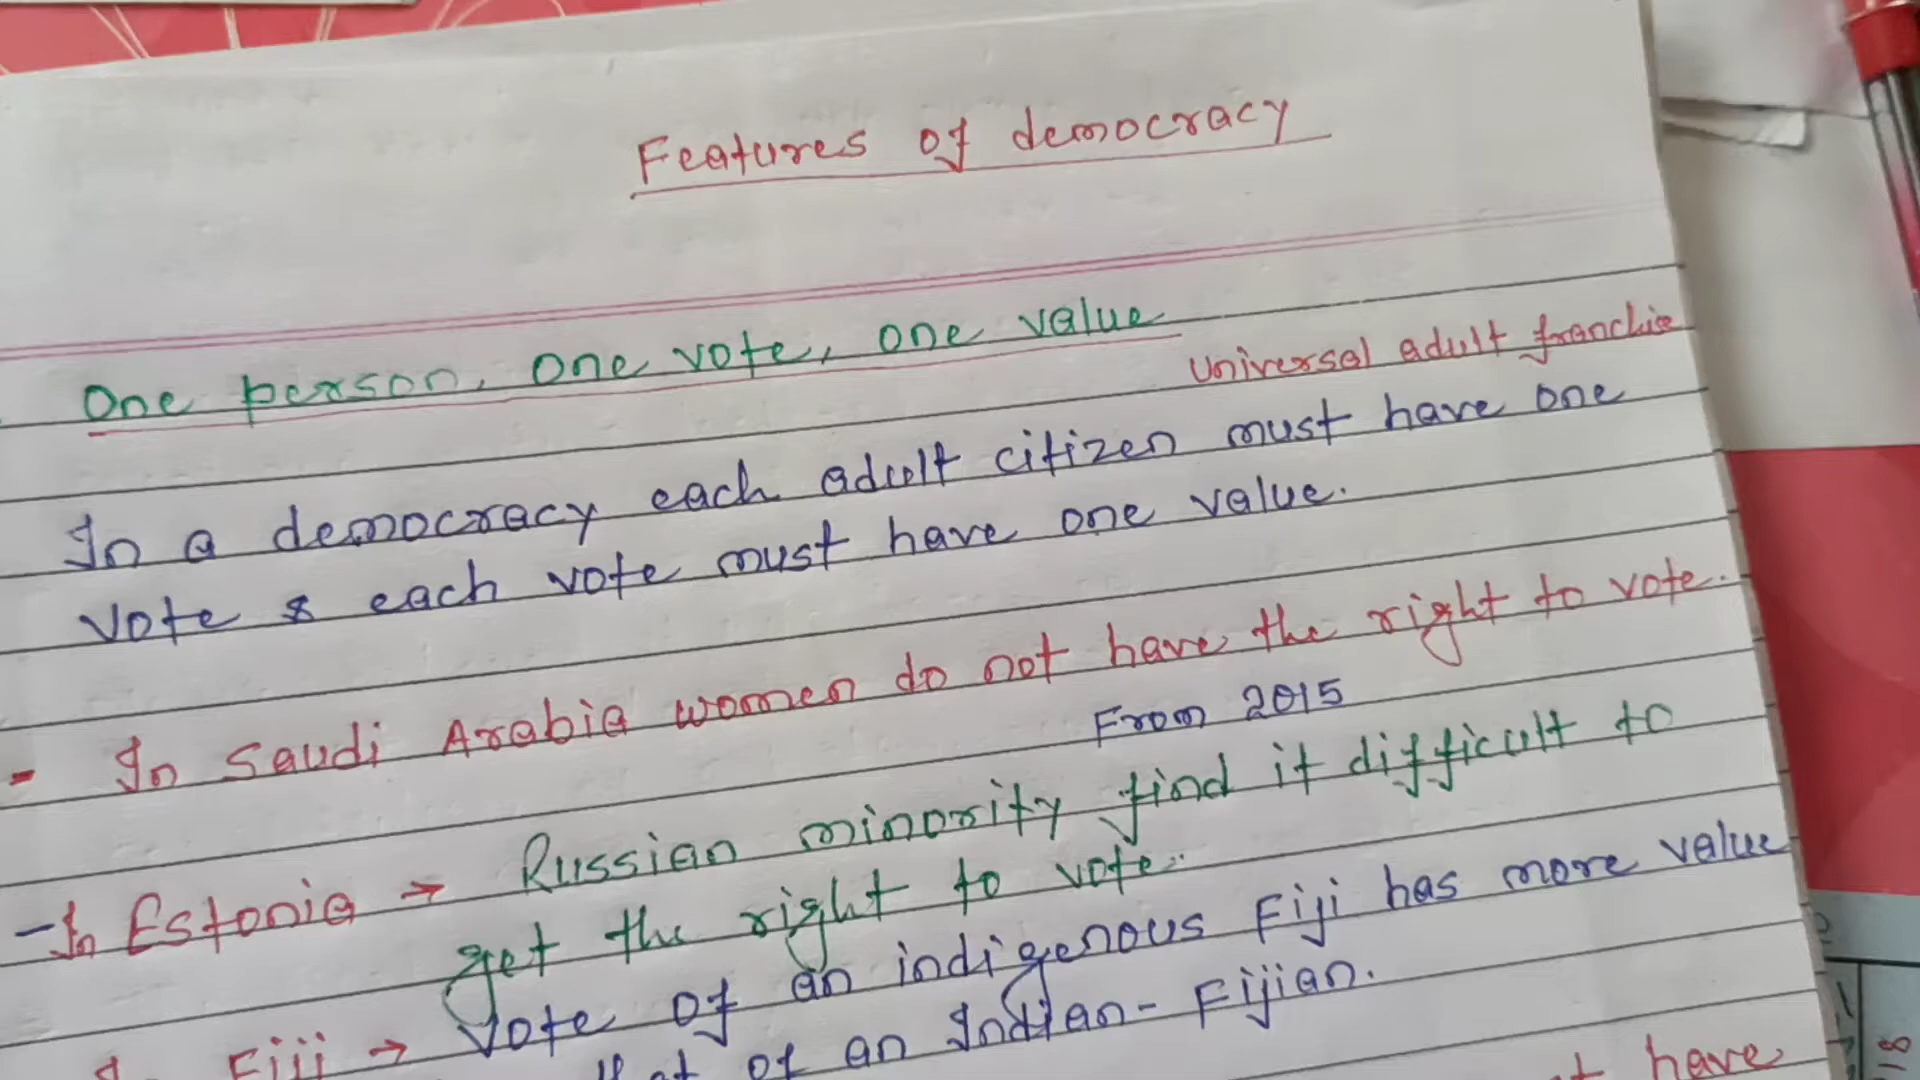 Features of democracy
One person, one vote, one value
Universal adult franchise
In a democracy each adult citizen must have one
vote & each vote must have one value.
- In Saudi Arabia women do not have the right to vote.
From 2015
- In Estonia → Russian minority find it difficult to
get the right to vote.
Fiji → Vote of an indigenous Fiji has more value
of an Indian-Fijian.
have